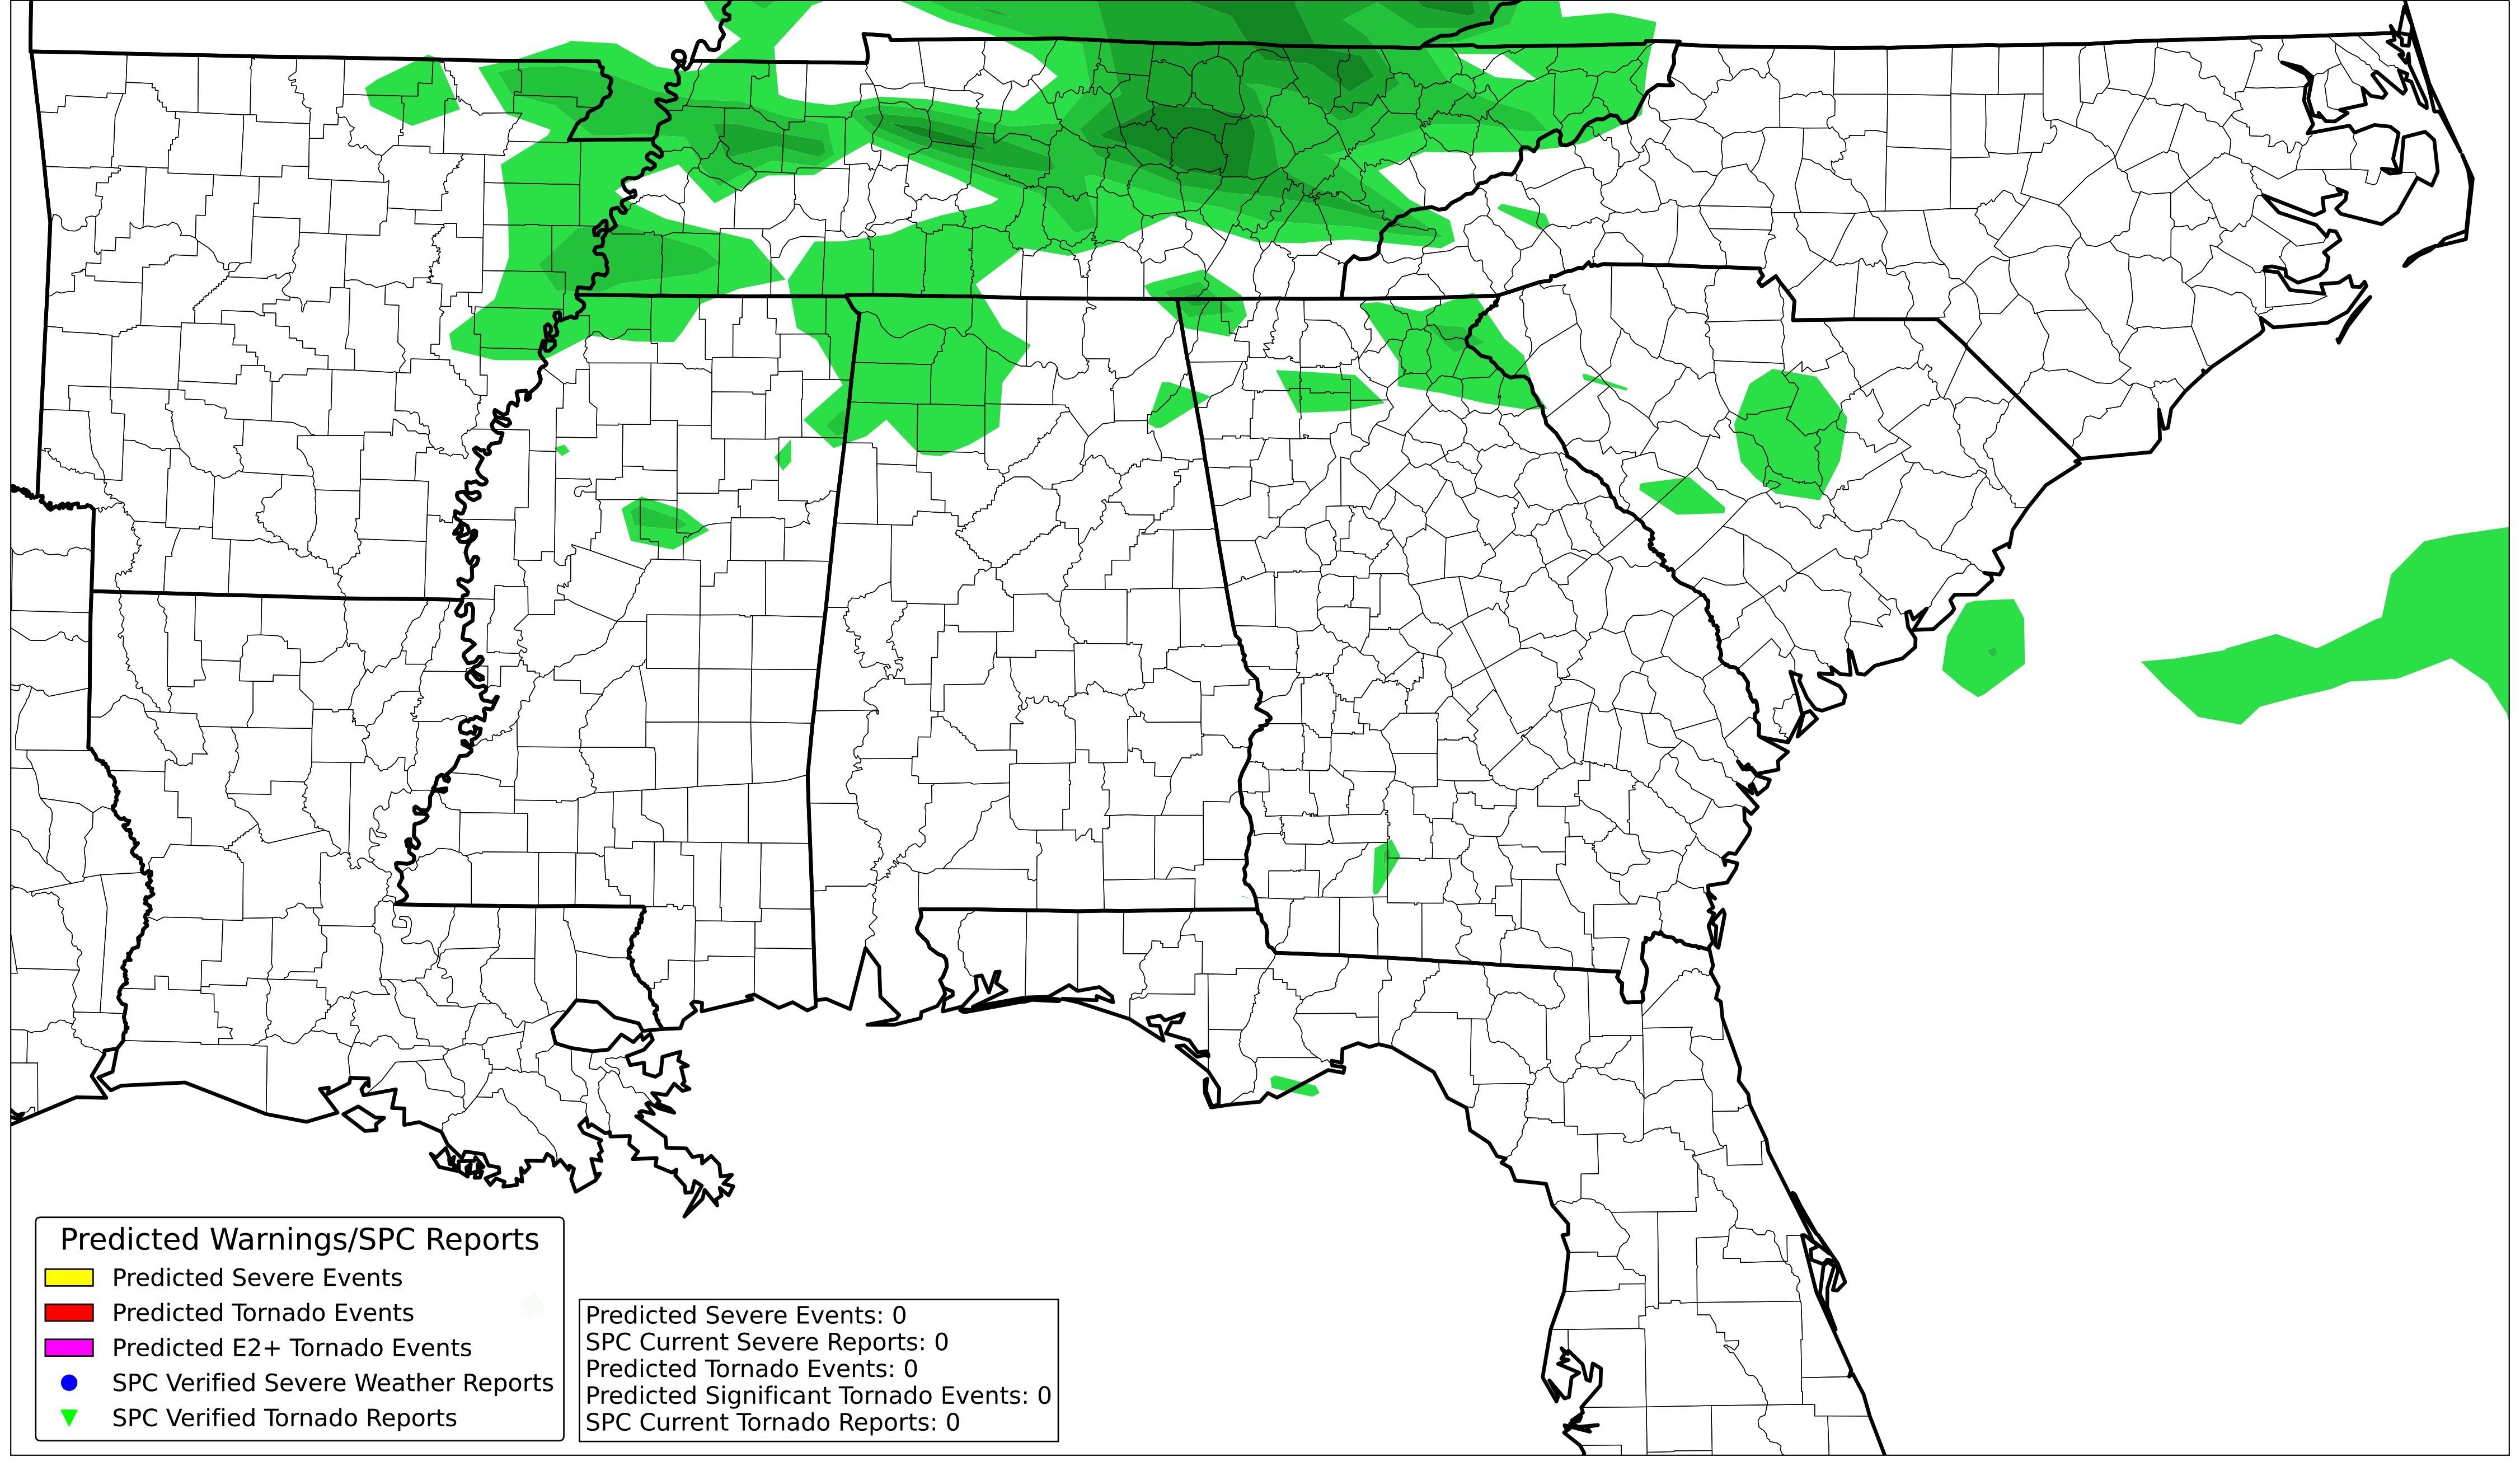 Predicted Warnings/SPC Reports
Predicted Severe Events
Predicted Tornado Events
Predicted E2+ Tornado Events
SPC Verified Severe Weather Reports
SPC Verified Tornado Reports
Predicted Severe Events: 0
SPC Current Severe Reports: 0
Predicted Tornado Events: 0
Predicted Significant Tornado Events: 0
SPC Current Tornado Reports: 0